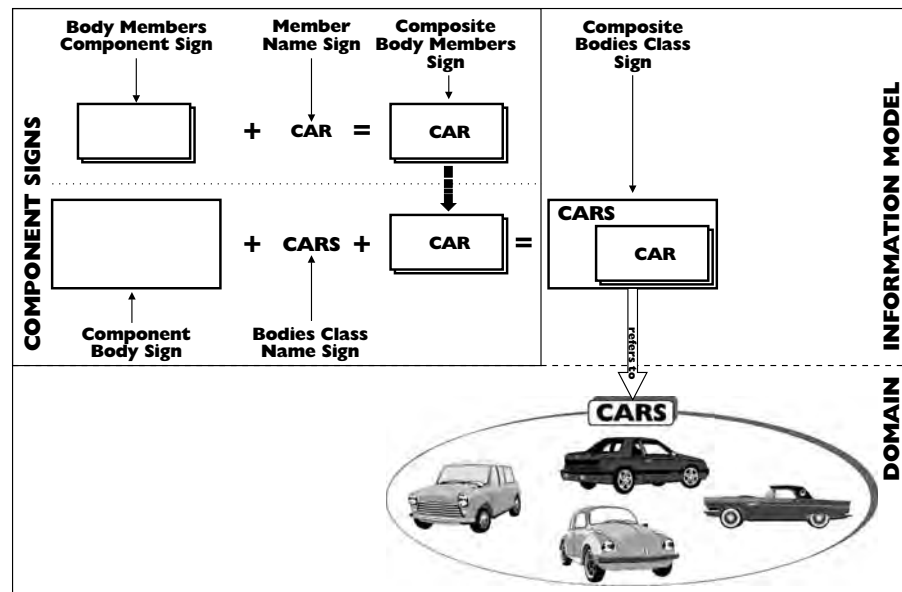 Body Members
Component Sign
Member
Name Sign
Composite
Body Members
Sign
Composite
Bodies Class
Sign
COMPONENT SIGNS
INFORMATION MODEL
+ CAR = CAR
+ CARS + CAR =
CARS
CAR
Component
Body Sign
Bodies Class
Name Sign
refers to
DOMAIN
CARS